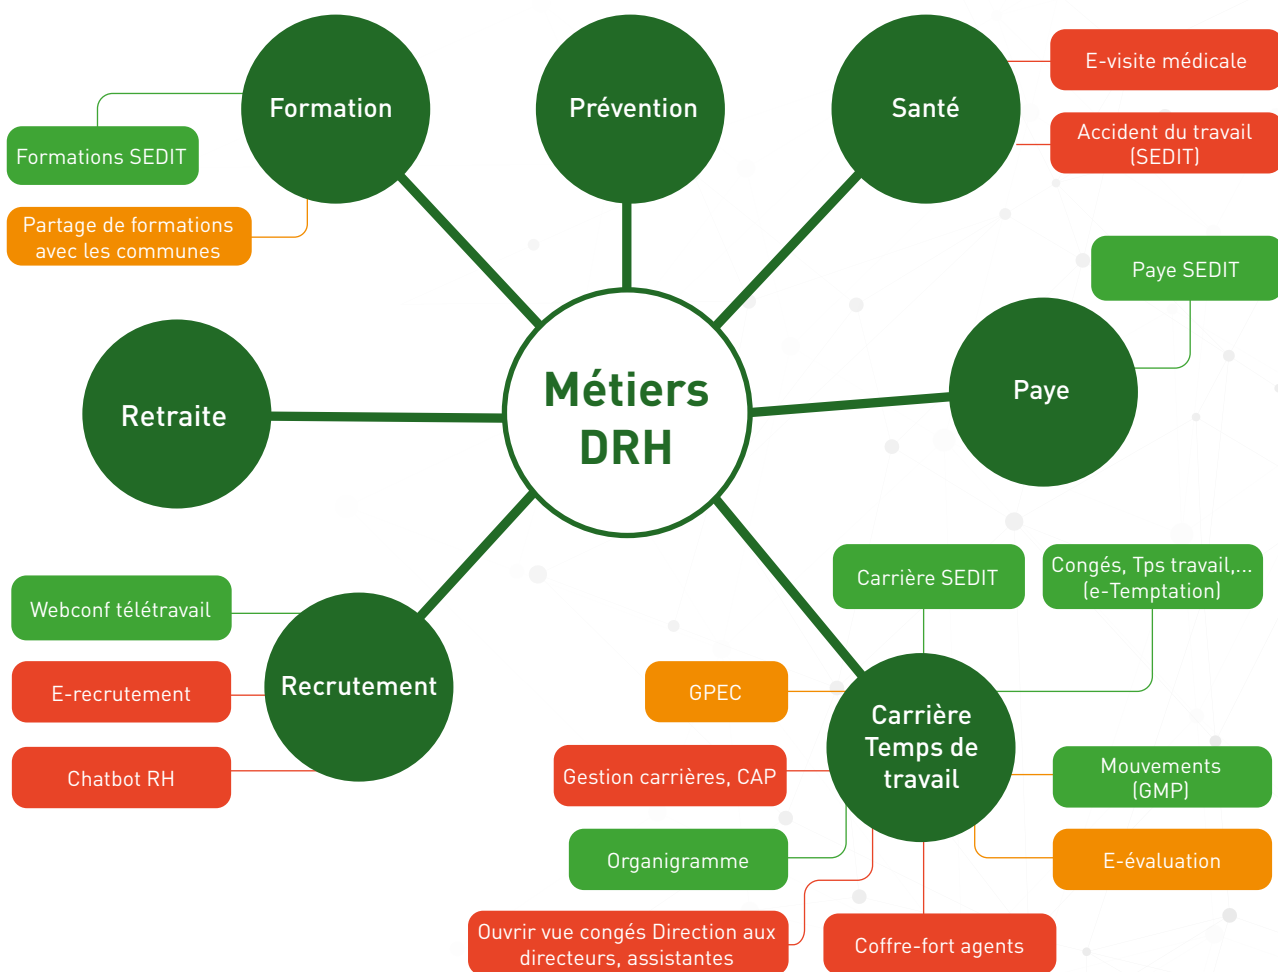 Formation
Prévention
Santé
E-visite médicale
Accident du travail
(SEDIT)
Formations SEDIT
Partage de formations
avec les communes
Paye SEDIT
Métiers
DRH
Paye
Retraite
Webconf télétravail
E-recrutement
Chatbot RH
Recrutement
Carrière SEDIT
Congés, Tps travail,...
(e-Temptation)
GPEC
Carrière
Temps de
travail
Gestion carrières, CAP
Mouvements
(GMP)
Organigramme
E-évaluation
Ouvrir vue congés Direction aux
directeurs, assistantes
Coffre-fort agents